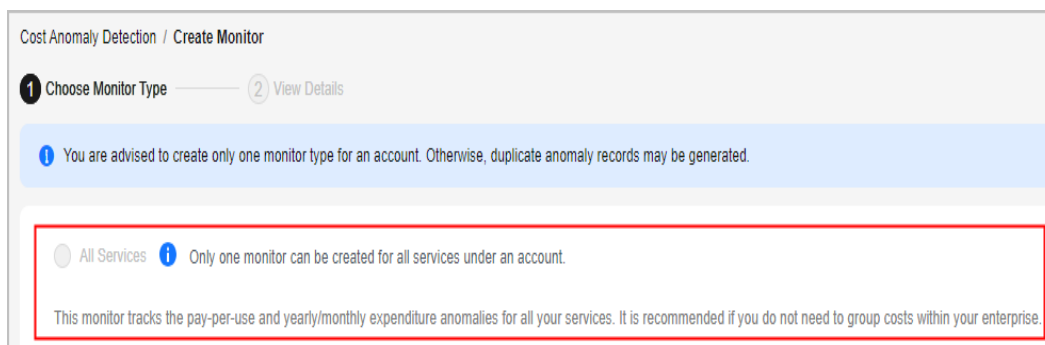 Cost Anomaly Detection / Create Monitor
1 Choose Monitor Type 2 View Details
You are advised to create only one monitor type for an account. Otherwise, duplicate anomaly records may be generated.
All Services Only one monitor can be created for all services under an account.
This monitor tracks the pay-per-use and yearly/monthly expenditure anomalies for all your services. It is recommended if you do not need to group costs within your enterprise.